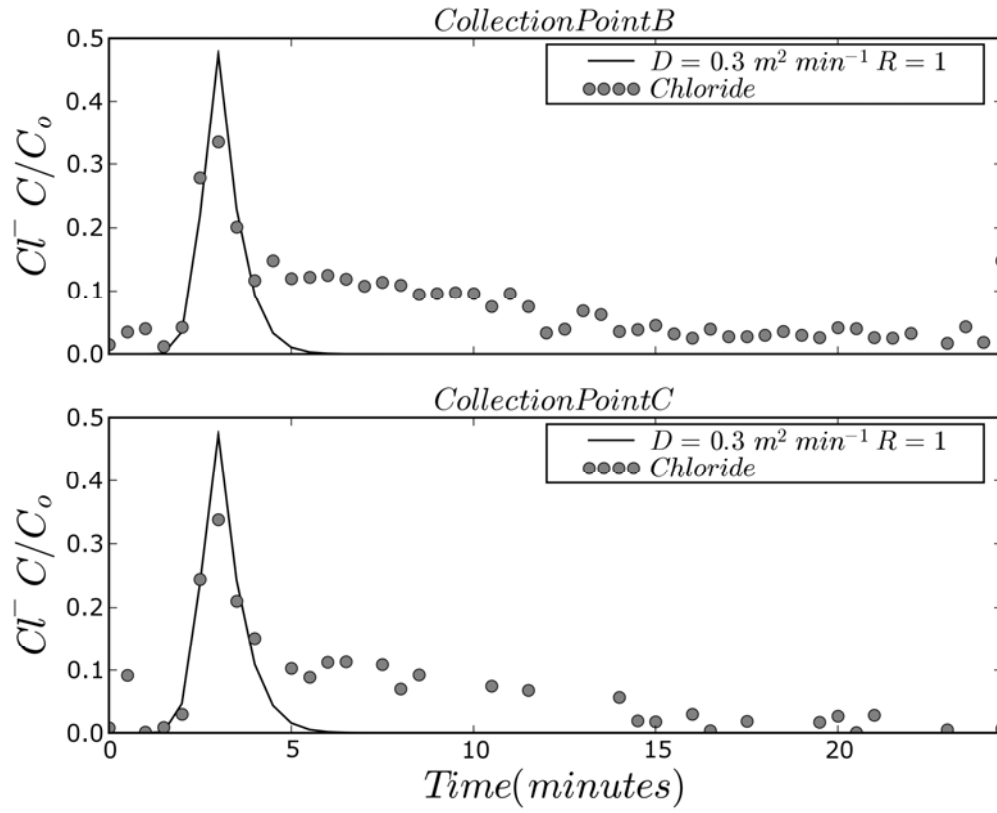 CollectionPointB
0.5
0.4
0.3
0.2
0.1
0.0
Cl⁻ C/Cₒ
D = 0.3 m² min⁻¹ R = 1
Chloride
CollectionPointC
0.5
0.4
0.3
0.2
0.1
0.0
Cl⁻ C/Cₒ
D = 0.3 m² min⁻¹ R = 1
Chloride
0 5 10 15 20
Time(minutes)